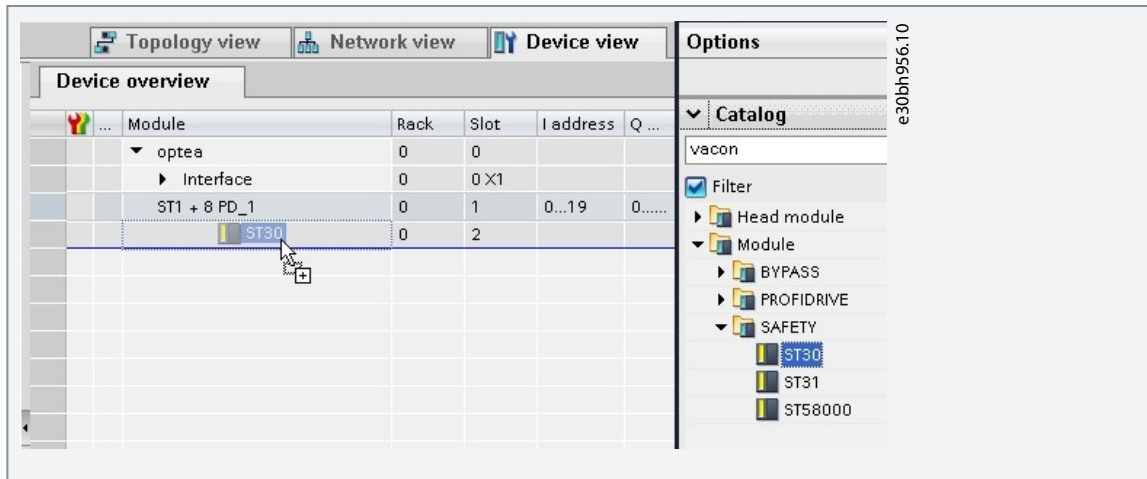 Topology view Network view Device view Options
Device overview
... Module Rack Slot I address Q ... Catalog
optea 0 0 vacon
Interface 0 0 X1 Filter
ST1 + 8 PD_1 0 1 0...19 0...... Head module
ST30 0 2 Module
BYPASS
PROFIDRIVE
SAFETY
ST30
ST31
ST58000
e30bh956.10